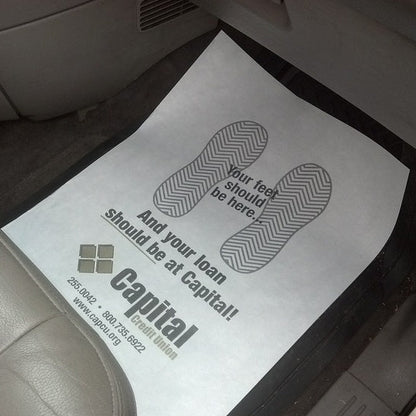 Your feet
should
be here...
And your loan
should be at Capital!
Capital
Credit Union
255.0042 • 800.735.6922
www.capcu.org